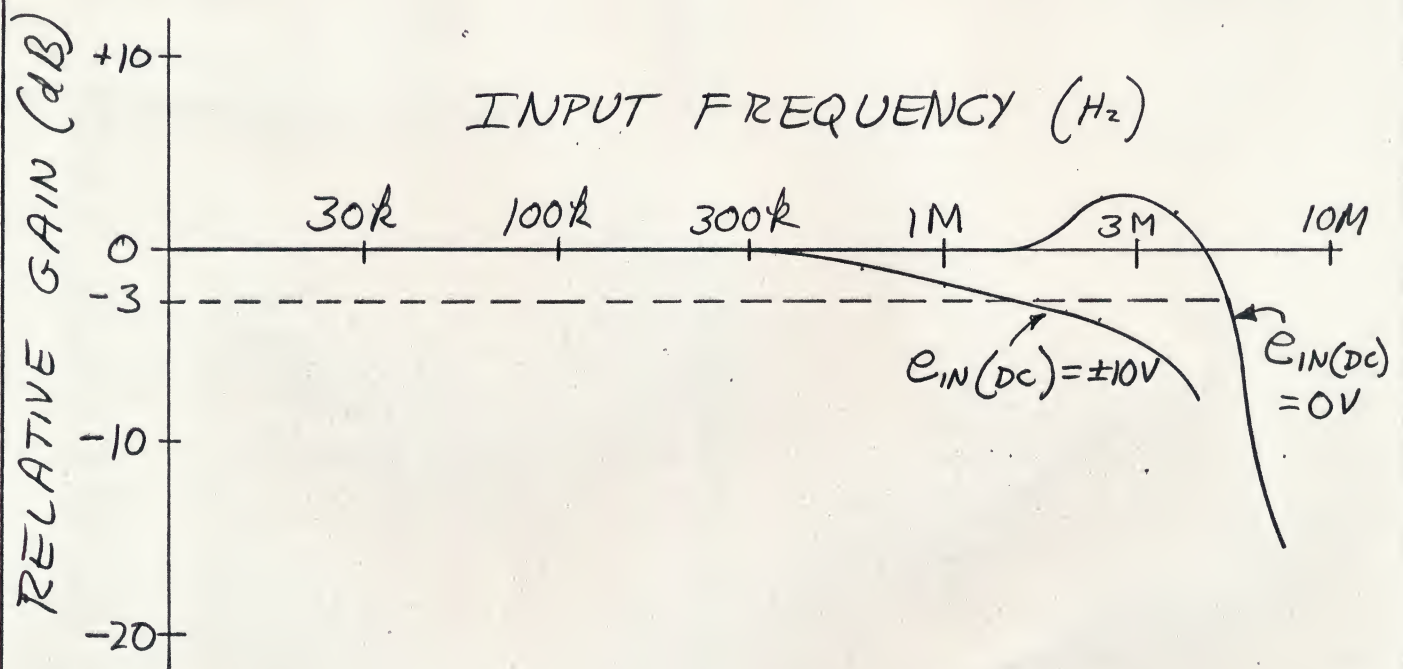 RELATIVE GAIN (dB)
+10
INPUT FREQUENCY (Hz)
30k 100k 300k 1M 3M 10M
0
-3
eIN(DC)=±10V
eIN(DC)
=0V
-10
-20